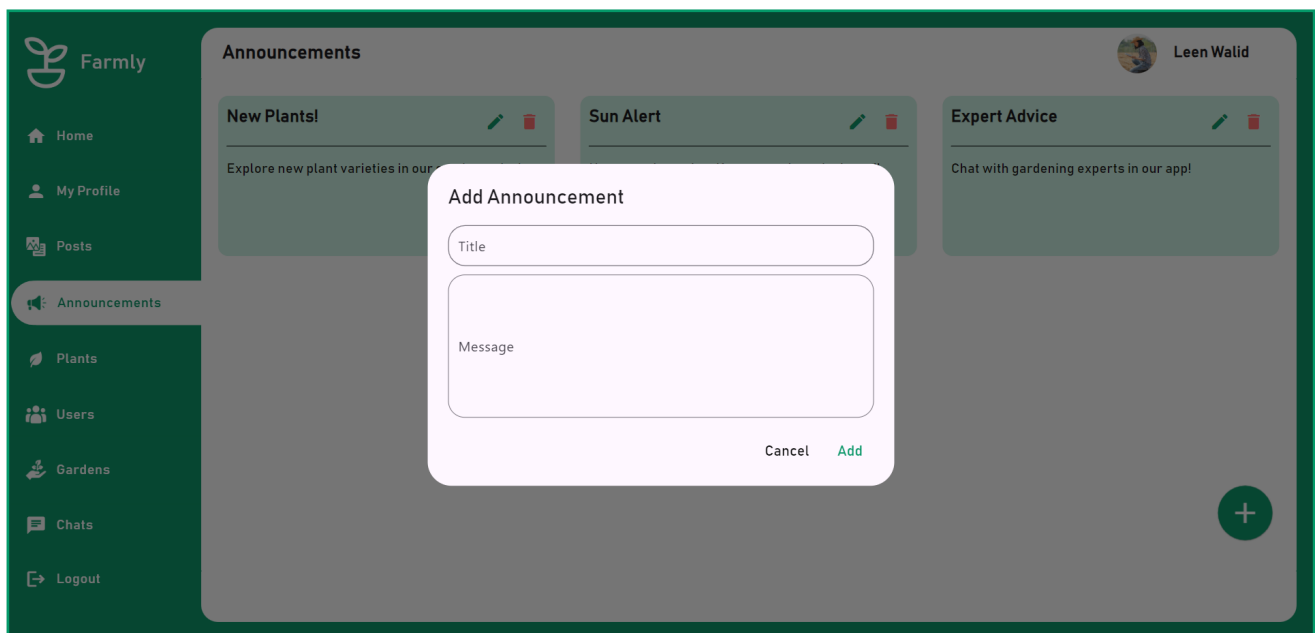 Farmly
Announcements
Leen Walid
Home
My Profile
Posts
Announcements
Plants
Users
Gardens
Chats
Logout
New Plants!
Explore new plant varieties in our
Sun Alert
Expert Advice
Chat with gardening experts in our app!
Add Announcement
Title
Message
Cancel
Add